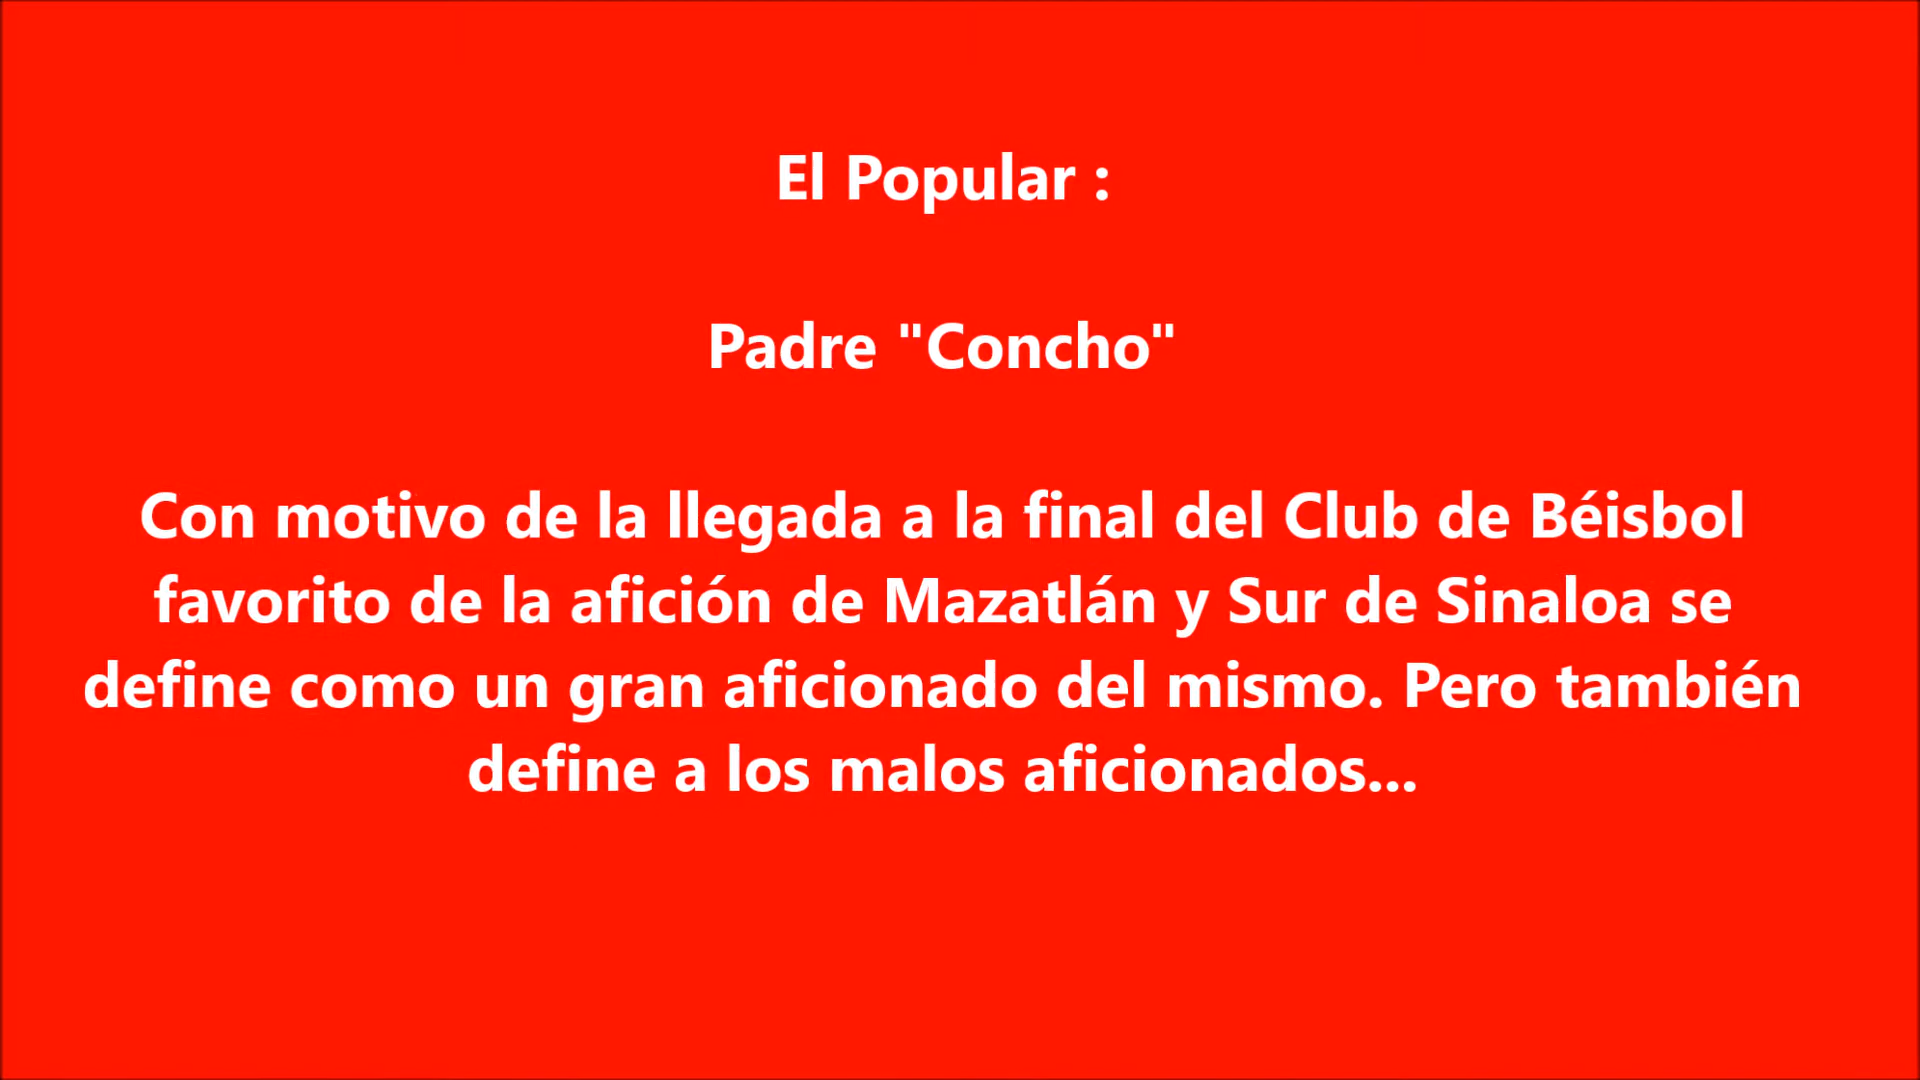 El Popular :
Padre "Concho"
Con motivo de la llegada a la final del Club de Béisbol
favorito de la afición de Mazatlán y Sur de Sinaloa se
define como un gran aficionado del mismo. Pero también
define a los malos aficionados...